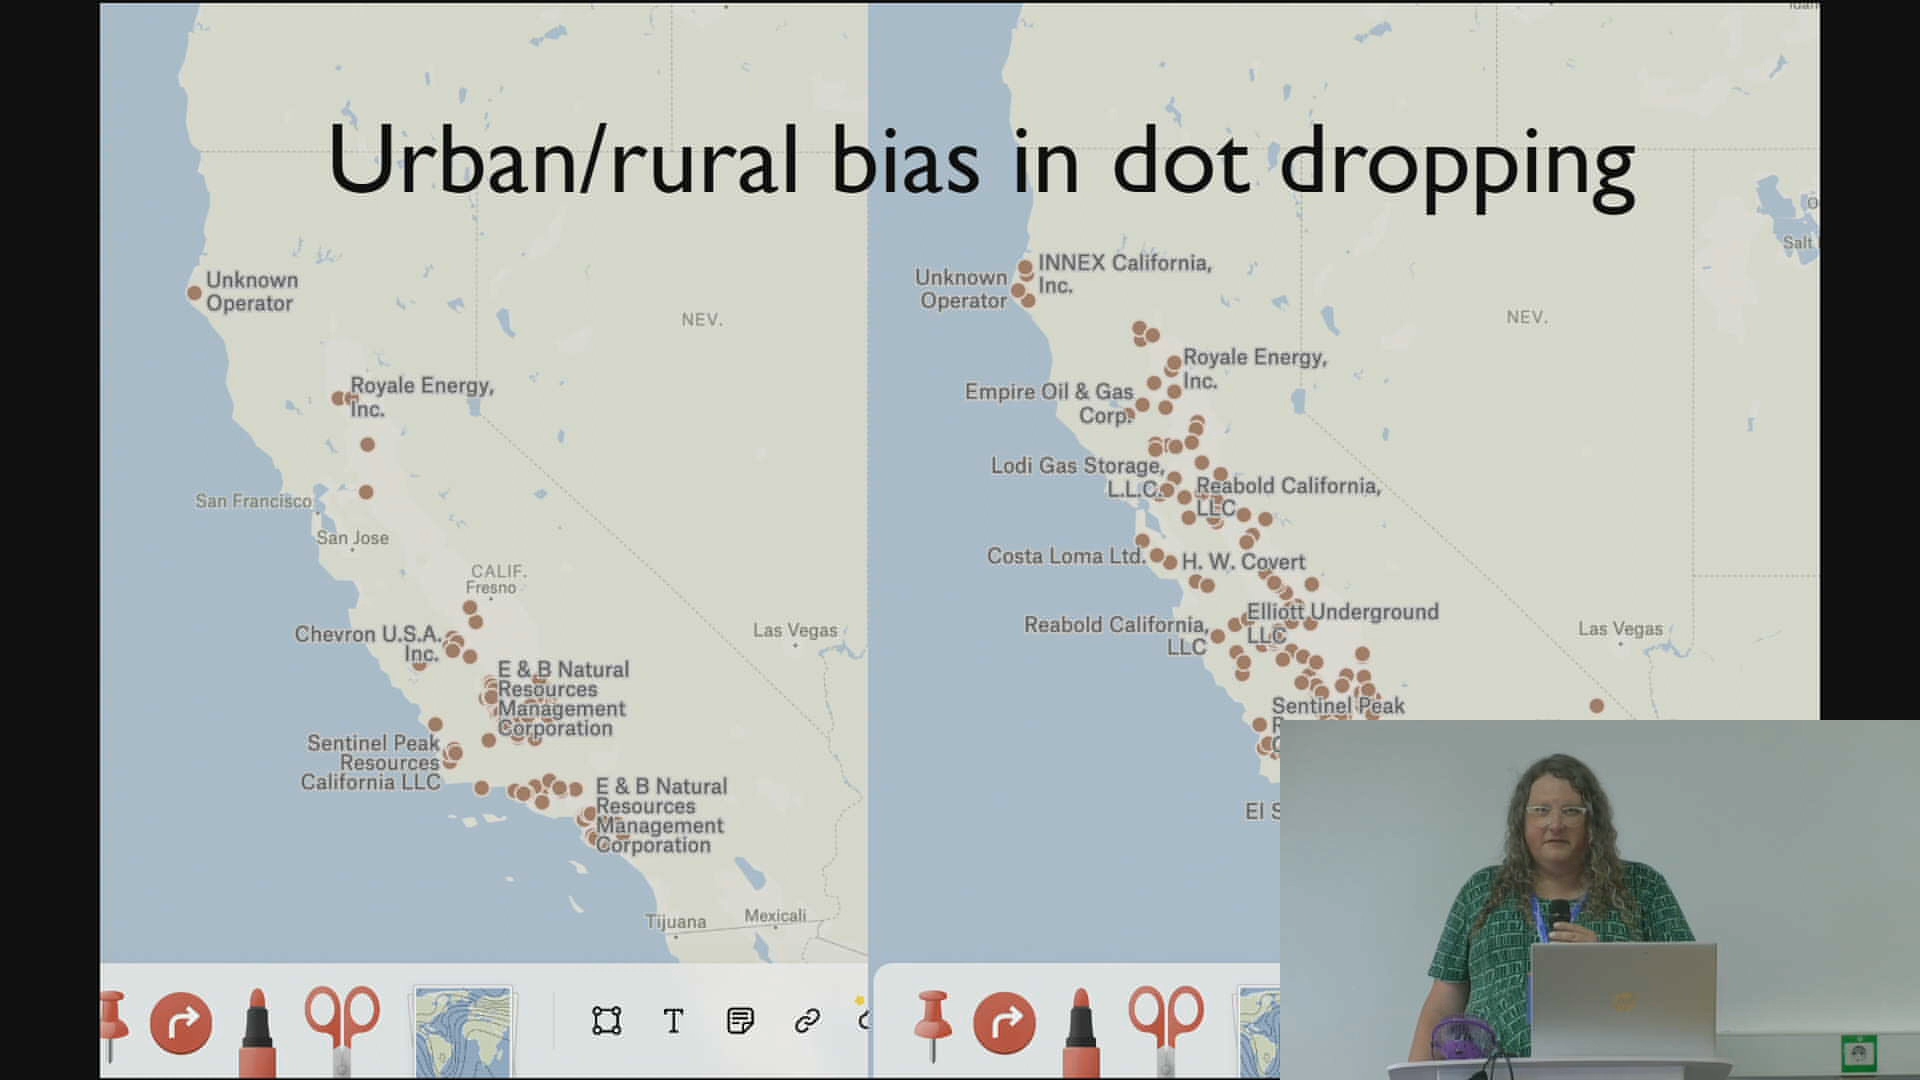 Urban/rural bias in dot dropping
Unknown
Operator
Royale Energy,
Inc.
NEV.
San Francisco
San Jose
CALIF.
Fresno
Chevron U.S.A.
Inc.
Las Vegas
E & B Natural
Resources
Management
Corporation
Sentinel Peak
Resources
California LLC
E & B Natural
Resources
Management
Corporation
Tijuana
Mexicali
T
INNEX California,
Inc.
Unknown
Operator
Salt
NEV.
Royale Energy,
Inc.
Empire Oil & Gas
Corp.
Lodi Gas Storage,
L.L.C.
Reabold California,
LLC
Costa Loma Ltd.
H. W. Covert
Elliott Underground
LLC
Reabold California,
LLC
Las Vegas
Sentinel Peak
El S